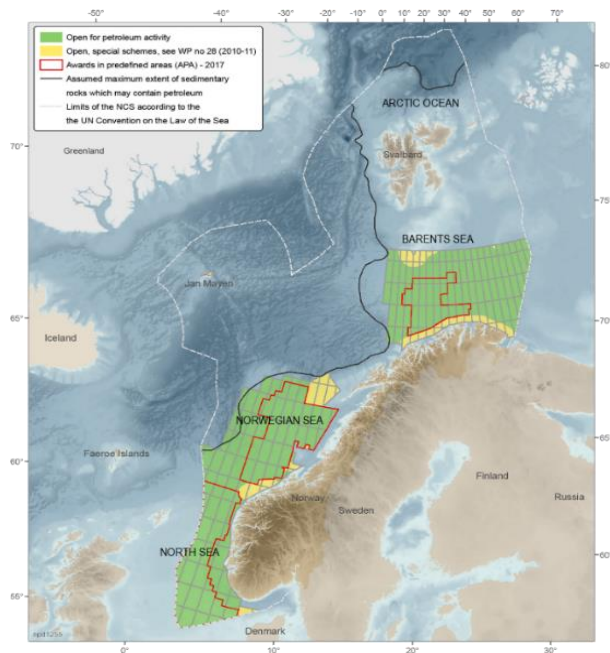 -50° -40° -30° -20° -10° 0° 10° 20° 30° 40° 50° 60° 70°
Open for petroleum activity
Open, special schemes, see WP no 28 (2010-11)
Awards in predefined areas (APA) - 2017
Assumed maximum extent of sedimentary
rocks which may contain petroleum
Limits of the NCS according to the
the UN Convention on the Law of the Sea
80°
ARCTIC OCEAN
70°
Greenland
Svalbard
75°
BARENTS SEA
Jan Mayen
65°
Iceland
70°
NORWEGIAN SEA
Faeroe Islands
60°
Finland
Norway
Russia
65°
Sweden
NORTH SEA
55°
60°
Denmark
0° 10° 20° 30°